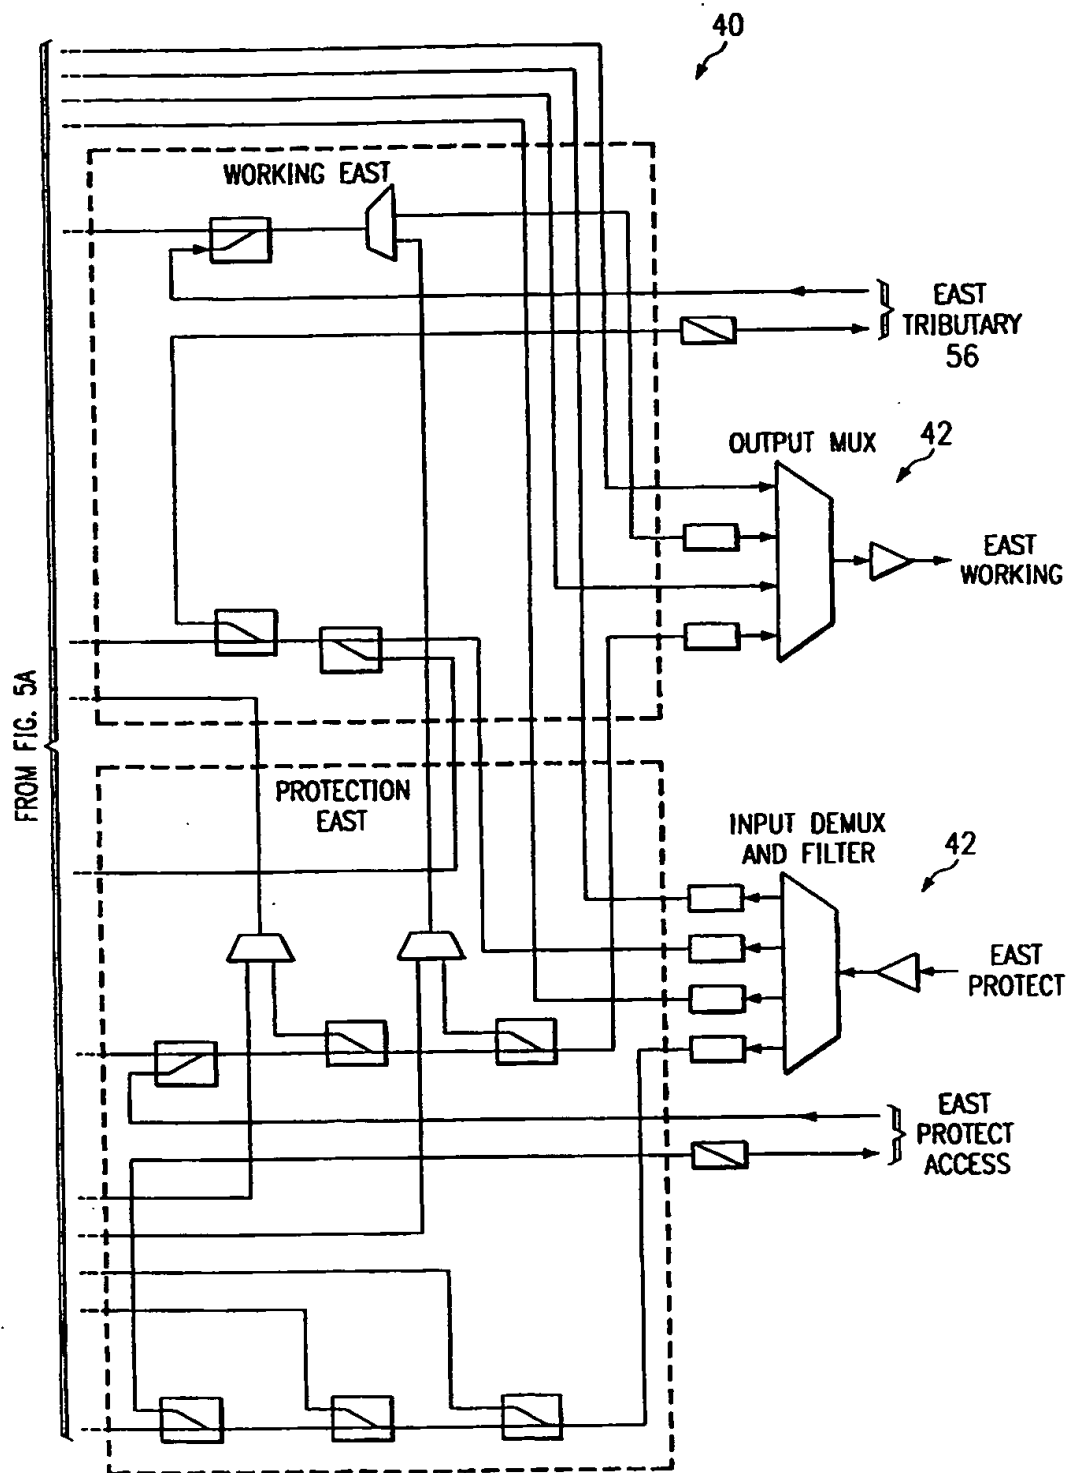 40
WORKING EAST
EAST
TRIBUTARY
56
OUTPUT MUX
42
EAST
WORKING
FROM FIG. 5A
PROTECTION
EAST
INPUT DEMUX
AND FILTER
42
EAST
PROTECT
EAST
PROTECT
ACCESS